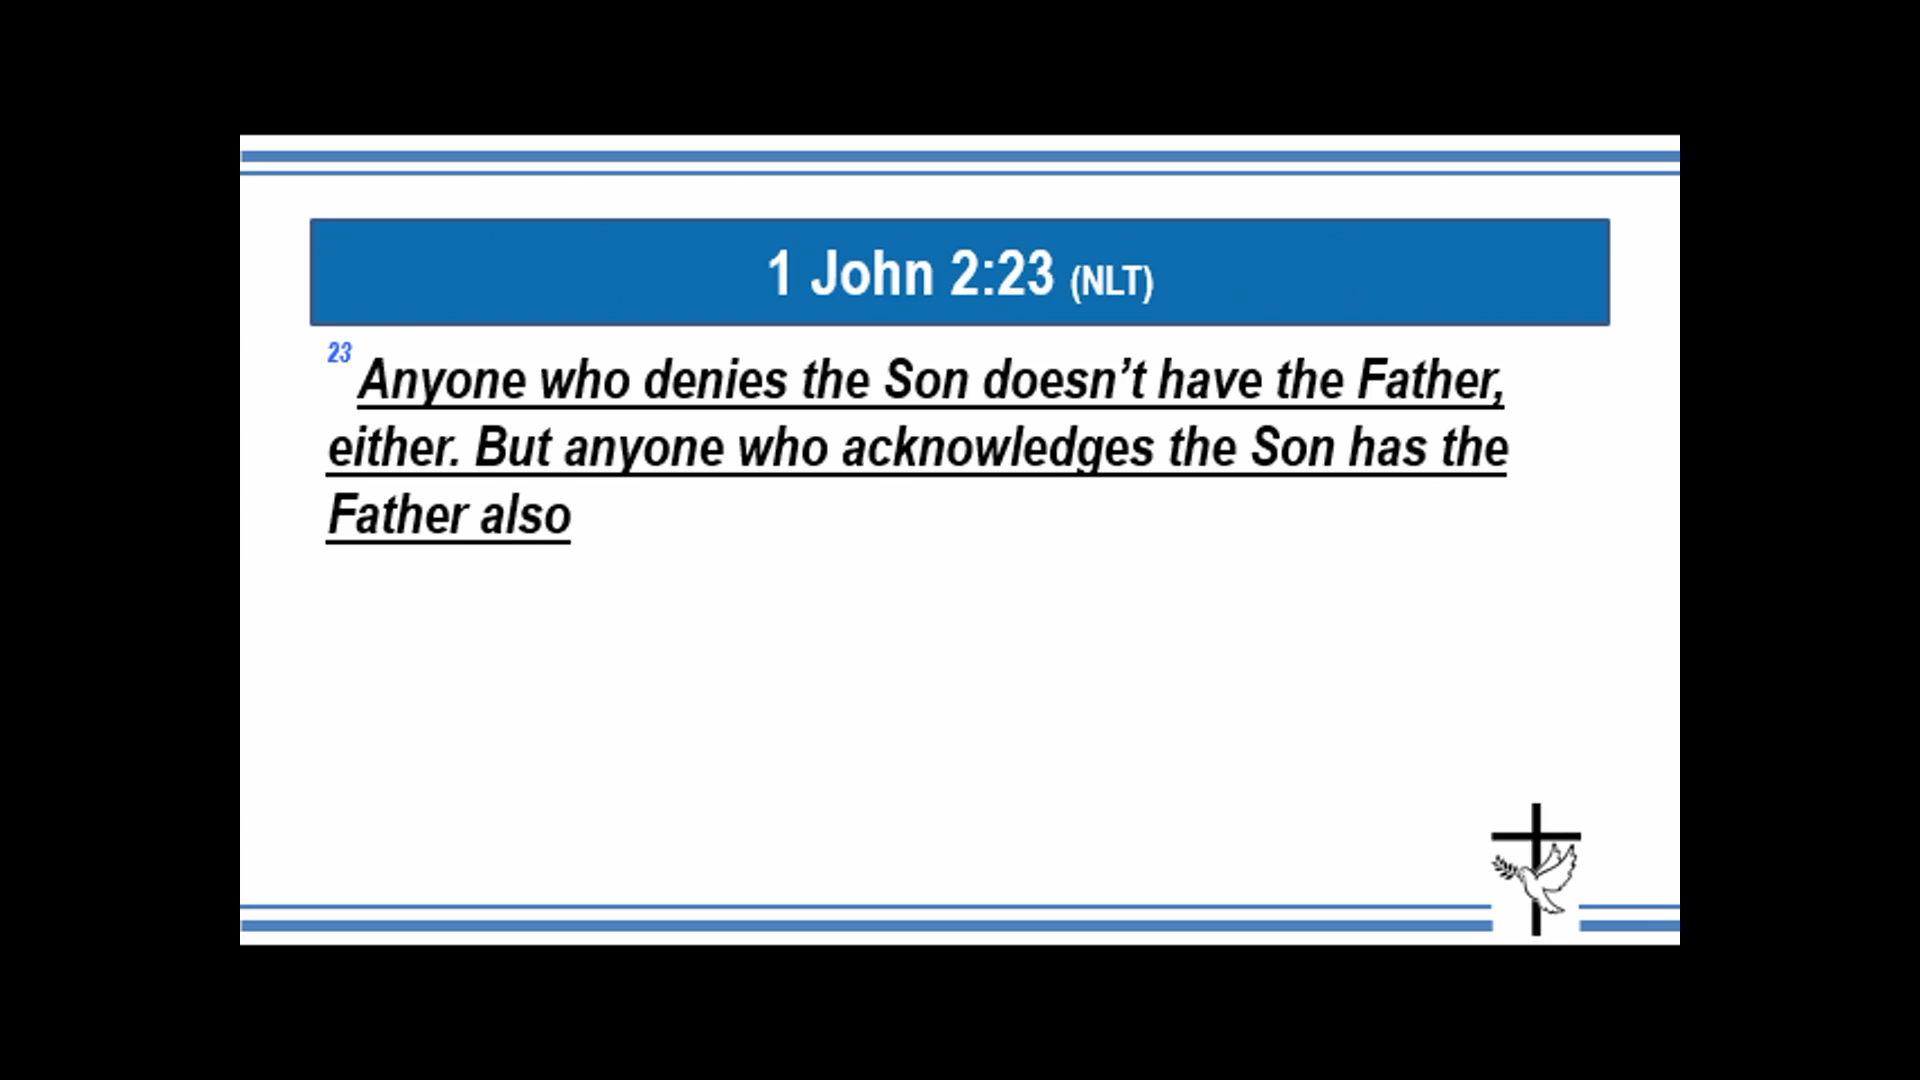 1 John 2:23 (NLT)
23 Anyone who denies the Son doesn’t have the Father,
either. But anyone who acknowledges the Son has the
Father also